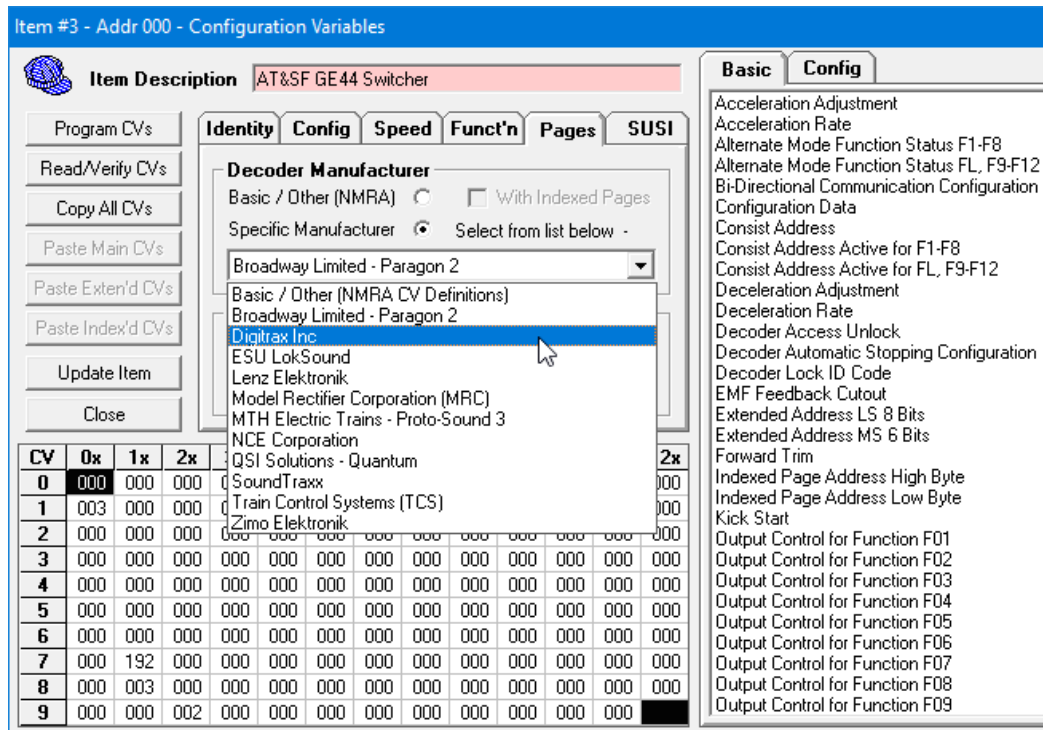 Item #3 - Addr 000 - Configuration Variables
Item Description AT&SF GE44 Switcher
Program CVs
Read/Verify CVs
Copy All CVs
Paste Main CVs
Paste Exten'd CVs
Paste Index'd CVs
Update Item
Close
Identity Config Speed Funct'n Pages SUSI
Decoder Manufacturer
Basic / Other (NMRA) With Indexed Pages
Specific Manufacturer Select from list below -
Broadway Limited - Paragon 2
Basic / Other (NMRA CV Definitions)
Broadway Limited - Paragon 2
Digitrax Inc
ESU LokSound
Lenz Elektronik
Model Rectifier Corporation (MRC)
MTH Electric Trains - Proto-Sound 3
NCE Corporation
QSI Solutions - Quantum
SoundTraxx
Train Control Systems (TCS)
Zimo Elektronik
CV 0x 1x 2x 2x
0 000 000 000
1 003 000 000
2 000 000 000 000 000 000 000 000 000 000 000 000 000
3 000 000 000 000 000 000 000 000 000 000 000 000 000
4 000 000 000 000 000 000 000 000 000 000 000 000 000
5 000 000 000 000 000 000 000 000 000 000 000 000 000
6 000 000 000 000 000 000 000 000 000 000 000 000 000
7 000 192 000 000 000 000 000 000 000 000 000 000 000
8 000 003 000 000 000 000 000 000 000 000 000 000 000
9 000 000 002 000 000 000 000 000 000 000 000 000
Basic Config
Acceleration Adjustment
Acceleration Rate
Alternate Mode Function Status F1-F8
Alternate Mode Function Status FL, F9-F12
Bi-Directional Communication Configuration
Configuration Data
Consist Address
Consist Address Active for F1-F8
Consist Address Active for FL, F9-F12
Deceleration Adjustment
Deceleration Rate
Decoder Access Unlock
Decoder Automatic Stopping Configuration
Decoder Lock ID Code
EMF Feedback Cutout
Extended Address LS 8 Bits
Extended Address MS 6 Bits
Forward Trim
Indexed Page Address High Byte
Indexed Page Address Low Byte
Kick Start
Output Control for Function F01
Output Control for Function F02
Output Control for Function F03
Output Control for Function F04
Output Control for Function F05
Output Control for Function F06
Output Control for Function F07
Output Control for Function F08
Output Control for Function F09